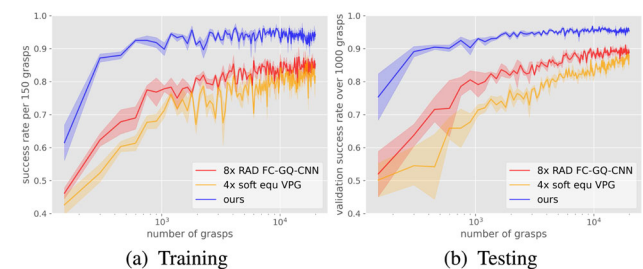 success rate per 150 grasps
1.0
0.9
0.8
0.7
0.6
0.5
0.4
10³
10⁴
number of grasps
8x RAD FC-GQ-CNN
4x soft equ VPG
ours
(a) Training
validation success rate over 1000 grasps
1.0
0.9
0.8
0.7
0.6
0.5
0.4
10³
10⁴
number of grasps
8x RAD FC-GQ-CNN
4x soft equ VPG
ours
(b) Testing